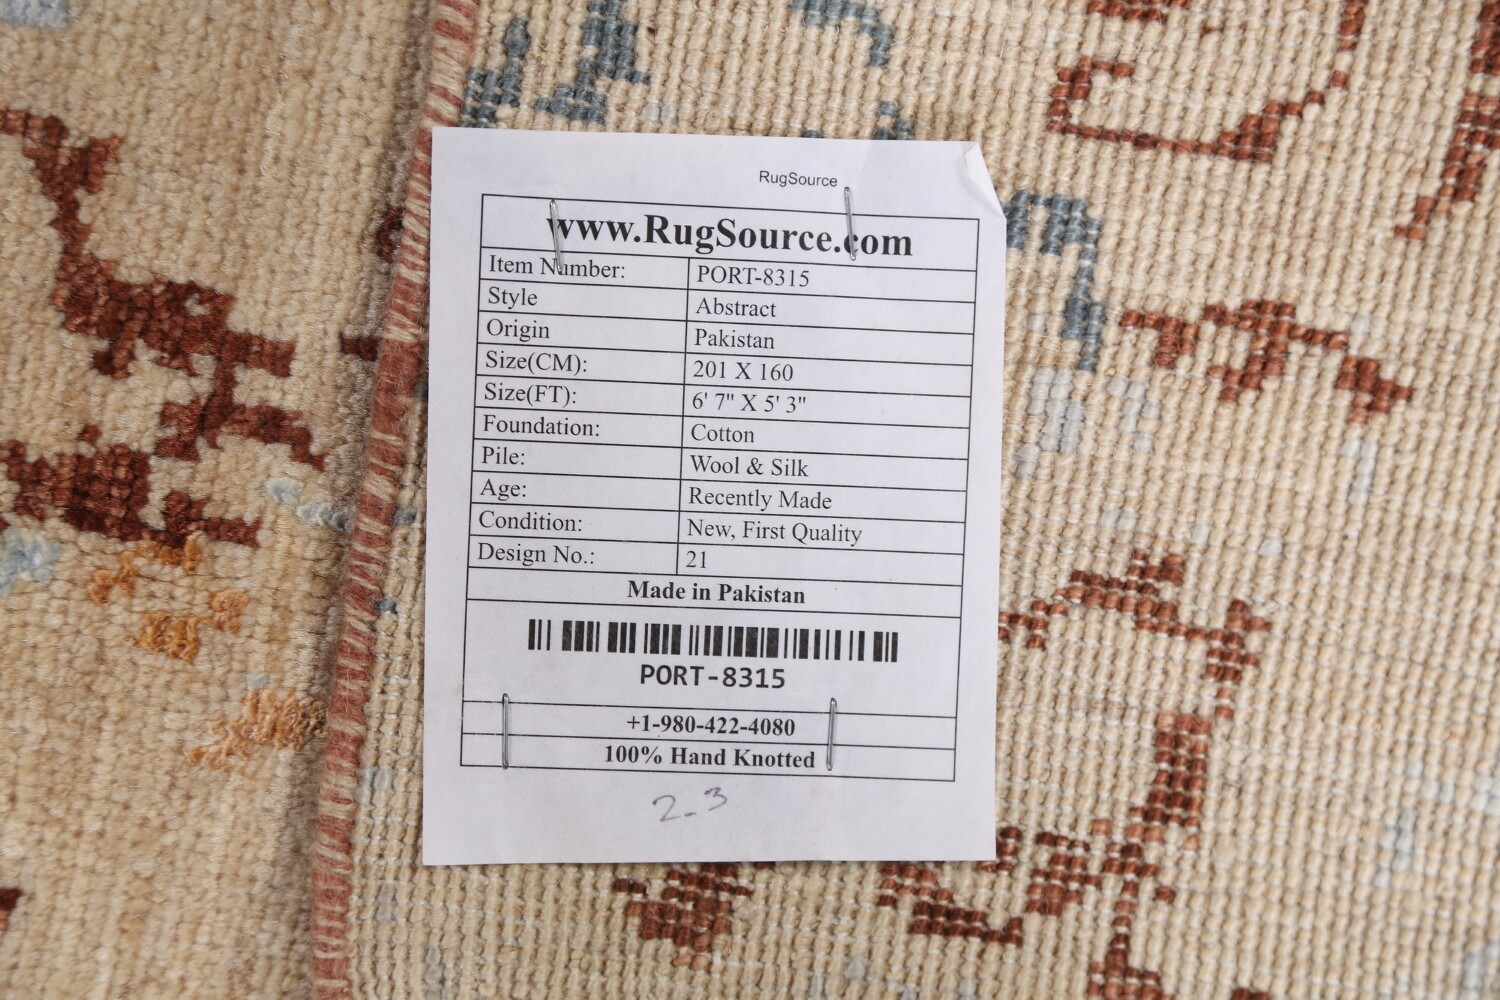 RugSource
www.RugSource.com
Item Number: PORT-8315
Style Abstract
Origin Pakistan
Size(CM): 201 X 160
Size(FT): 6' 7" X 5' 3"
Foundation: Cotton
Pile: Wool & Silk
Age: Recently Made
Condition: New, First Quality
Design No.: 21
Made in Pakistan
PORT-8315
+1-980-422-4080
100% Hand Knotted
2-3